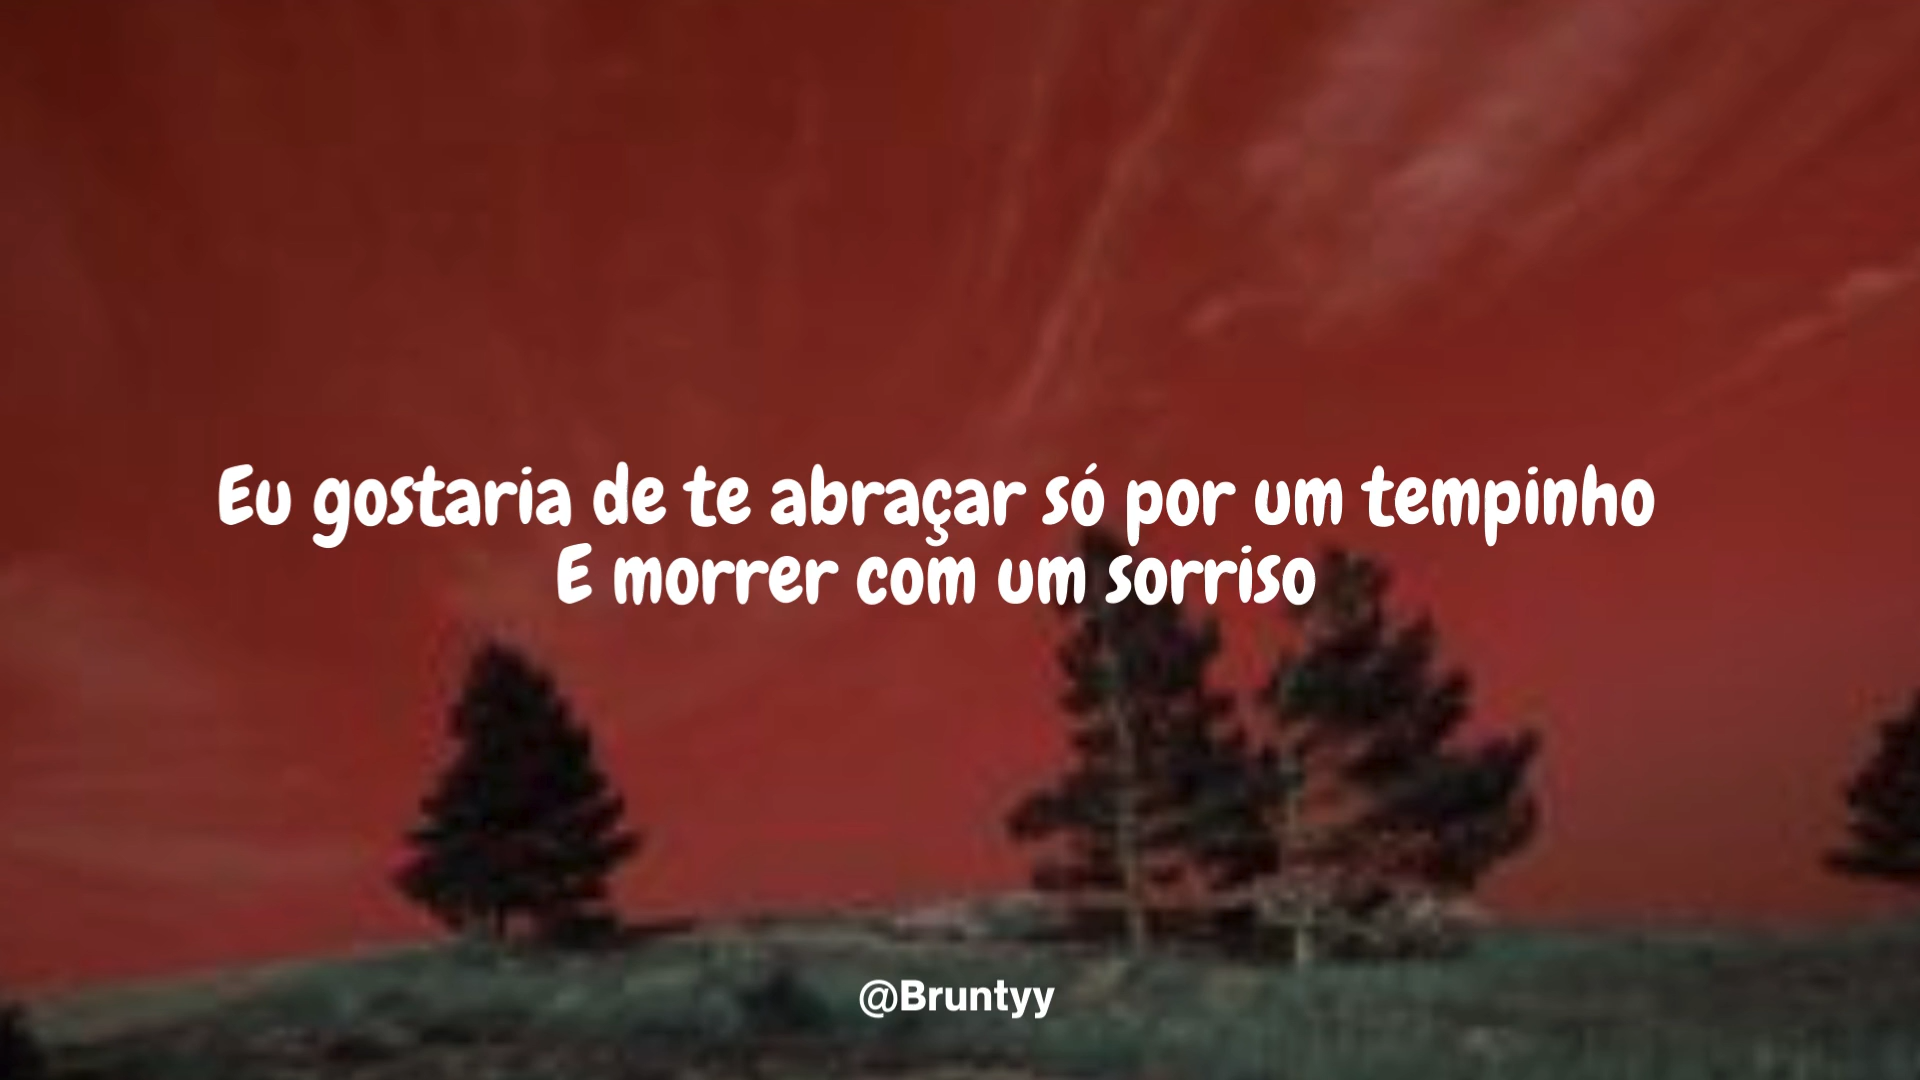 Eu gostaria de te abraçar só por um tempinho
E morrer com um sorriso
@Bruntyy